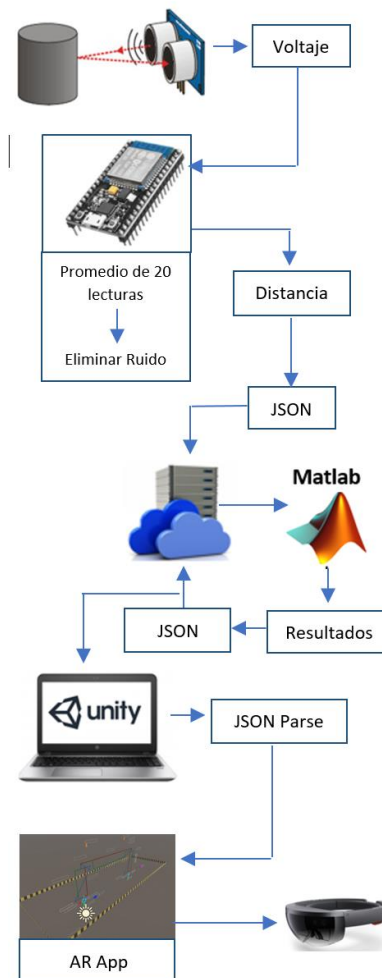 Voltaje
Promedio de 20
lecturas
Eliminar Ruido
Distancia
JSON
Matlab
JSON
Resultados
unity
JSON Parse
AR App